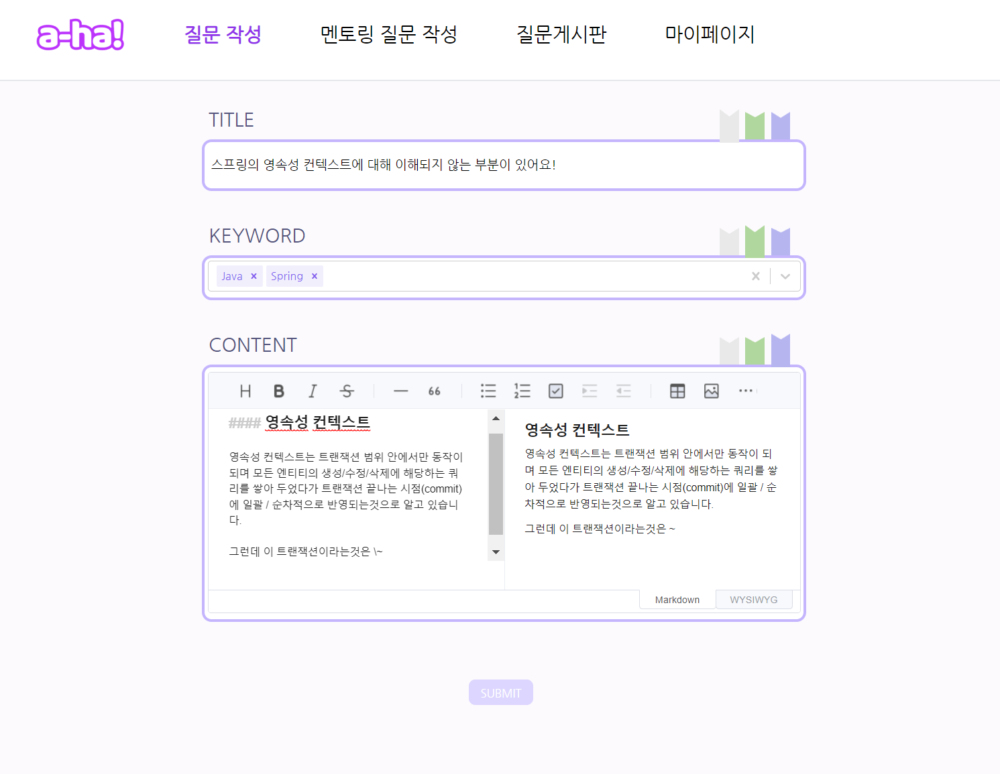 a-ha!
질문 작성
멘토링 질문 작성
질문게시판
마이페이지
TITLE
스프링의 영속성 컨텍스트에 대해 이해되지 않는 부분이 있어요!
KEYWORD
Java x Spring x
CONTENT
H B I S 66
#### 영속성 컨텍스트
영속성 컨텍스트는 트랜잭션 범위 안에서만 동작이
되며 모든 엔티티의 생성/수정/삭제에 해당하는 쿼
리를 쌓아 두었다가 트랜잭션 끝나는 시점(commit)
에 일괄 / 순차적으로 반영되는것으로 알고 있습니
다.
그런데 이 트랜잭션이라는것은 \~
영속성 컨텍스트
영속성 컨텍스트는 트랜잭션 범위 안에서만 동작이 되
며 모든 엔티티의 생성/수정/삭제에 해당하는 쿼리를 쌓
아 두었다가 트랜잭션 끝나는 시점(commit)에 일괄 / 순
차적으로 반영되는것으로 알고 있습니다.
그런데 이 트랜잭션이라는것은 ~
Markdown
WYSIWYG
SUBMIT